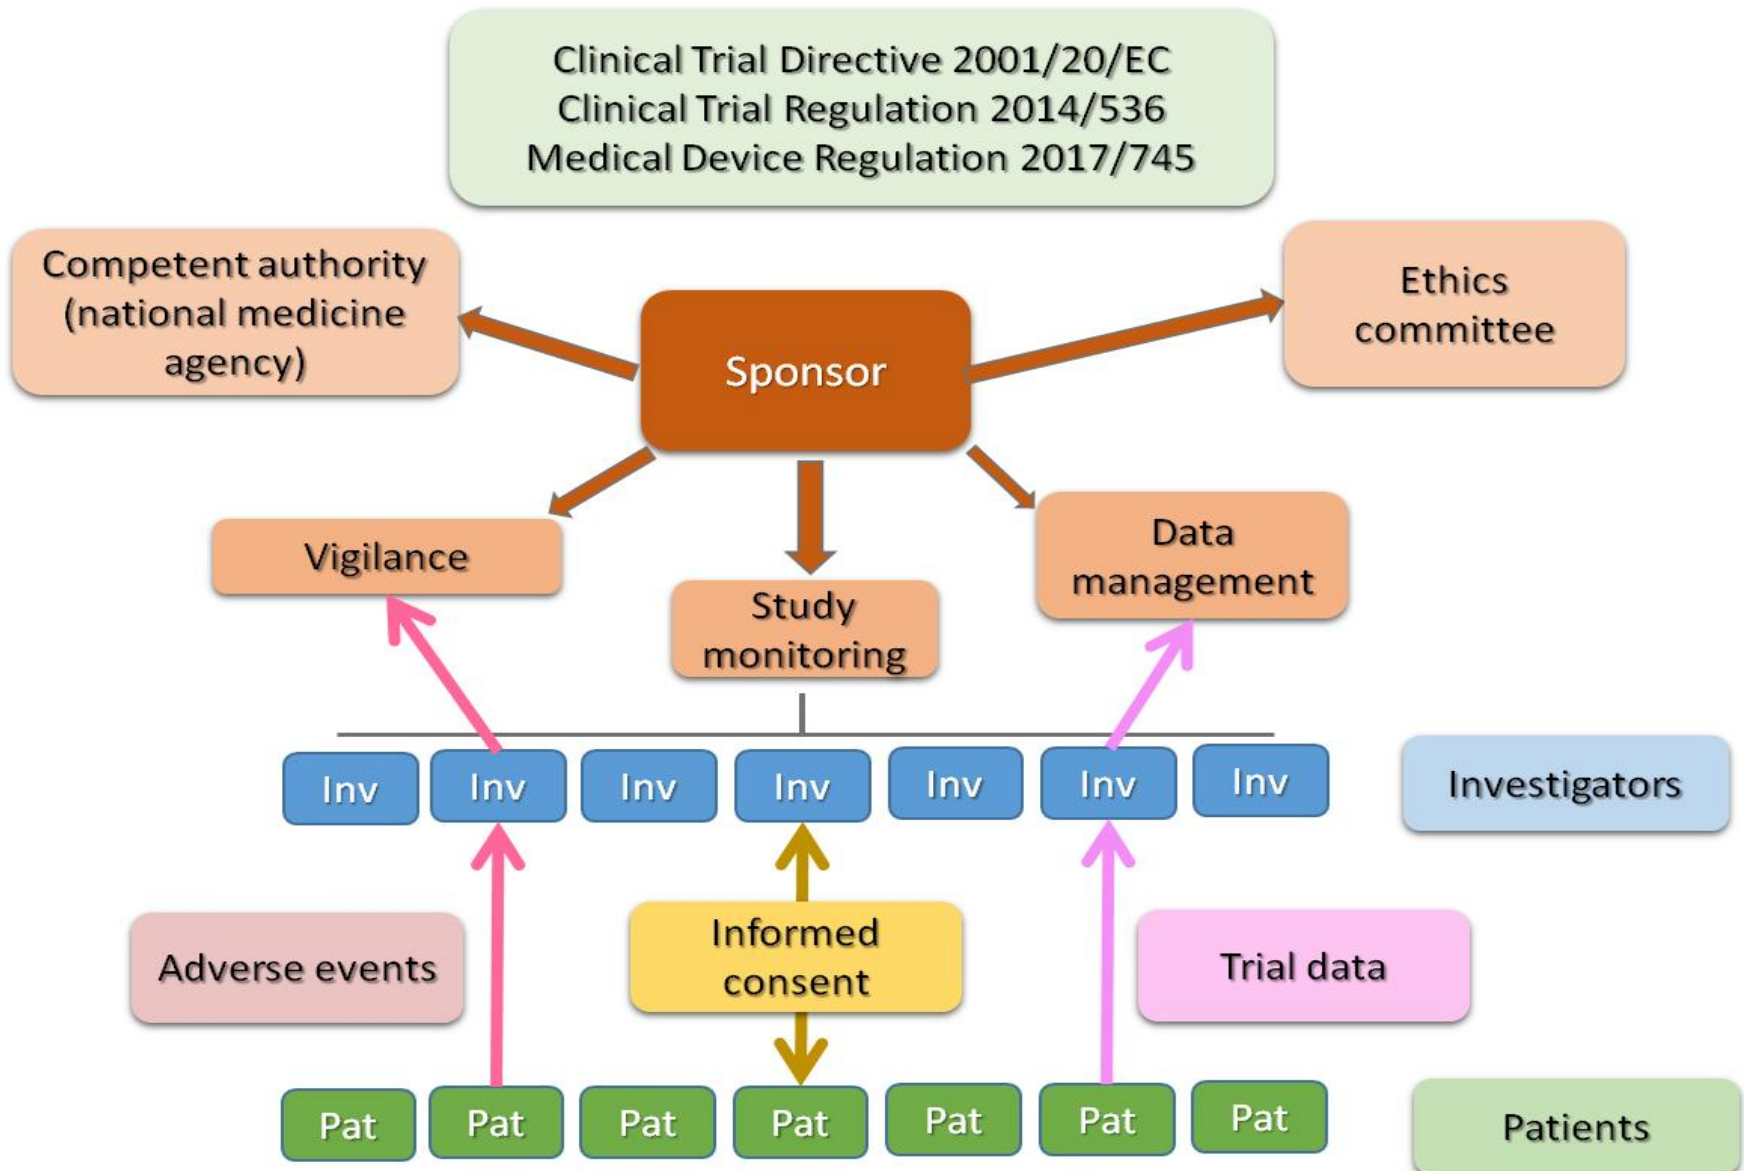 Clinical Trial Directive 2001/20/EC
Clinical Trial Regulation 2014/536
Medical Device Regulation 2017/745
Competent authority
(national medicine
agency)
Sponsor
Ethics
committee
Vigilance
Study
monitoring
Data
management
Inv
Inv
Inv
Inv
Inv
Inv
Inv
Investigators
Adverse events
Informed
consent
Trial data
Pat
Pat
Pat
Pat
Pat
Pat
Pat
Patients